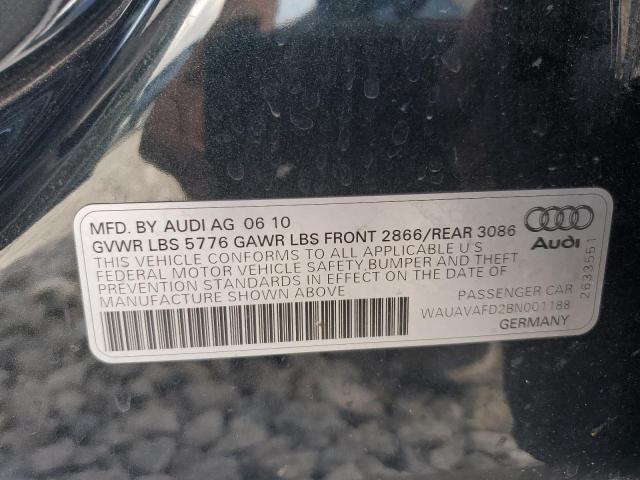 MFD. BY AUDI AG 06 10
GVWR LBS 5776 GAWR LBS FRONT 2866/REAR 3086
THIS VEHICLE CONFORMS TO ALL APPLICABLE U S
FEDERAL MOTOR VEHICLE SAFETY, BUMPER AND THEFT
PREVENTION STANDARDS IN EFFECT ON THE DATE OF
MANUFACTURE SHOWN ABOVE
PASSENGER CAR
WAUAVAFD2BN001188
GERMANY
Audi
2633551